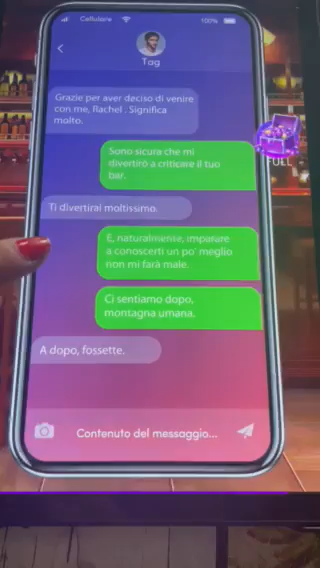 Cellulare
100%
Tag
Grazie per aver deciso di venire
con me, Rachel . Significa
molto.
Sono sicura che mi
divertirò a criticare il tuo
bar.
FULL
Ti divertirai moltissimo.
E, naturalmente, imparare
a conoscerti un po' meglio
non mi farà male.
Ci sentiamo dopo,
montagna umana.
A dopo, fossette.
Contenuto del messaggio...